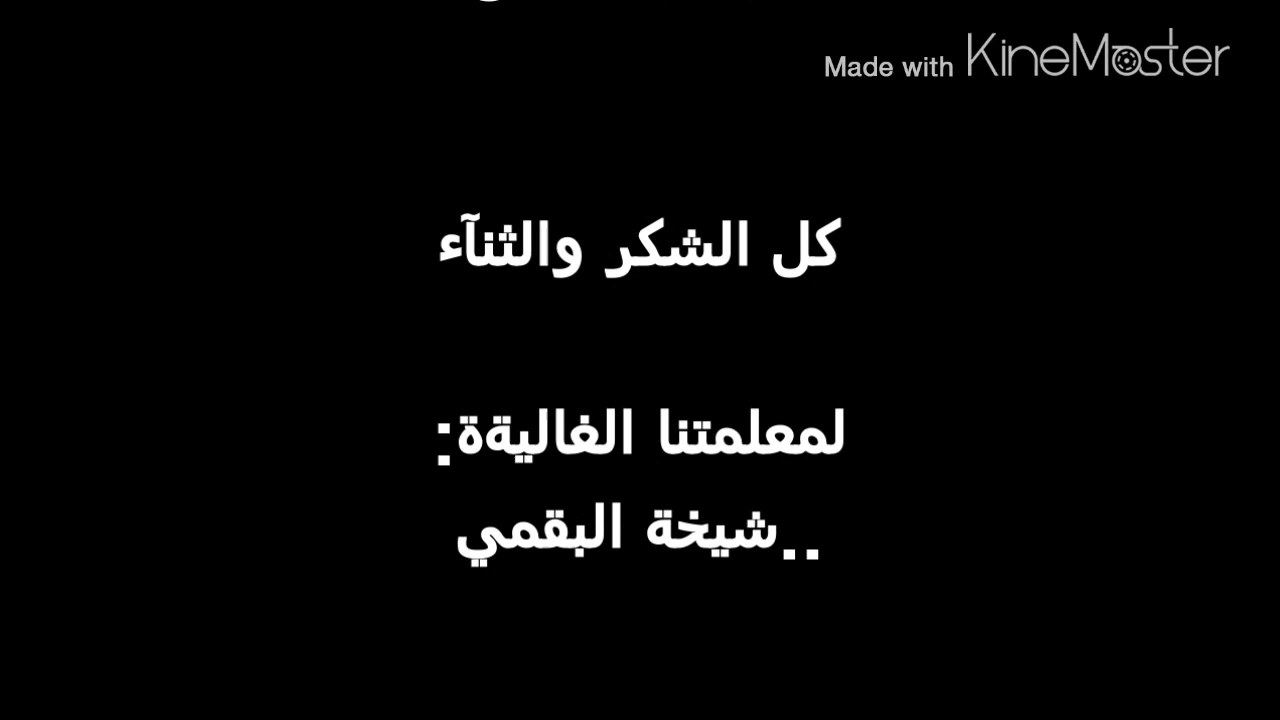 Made with KineMaster
كل الشكر والثنآء
لمعلمتنا الغاليةة:
..شيخة البقمي